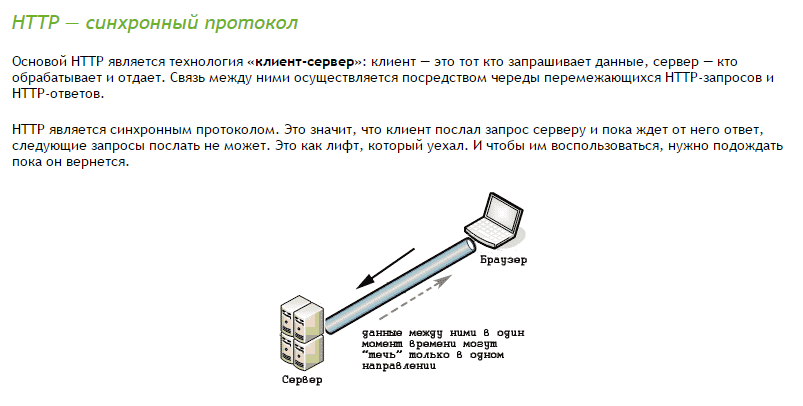 HTTP — синхронный протокол
Основой HTTP является технология «клиент-сервер»: клиент — это тот кто запрашивает данные, сервер — кто
обрабатывает и отдает. Связь между ними осуществляется посредством череды перемежающихся HTTP-запросов и
HTTP-ответов.
HTTP является синхронным протоколом. Это значит, что клиент послал запрос серверу и пока ждет от него ответ,
следующие запросы послать не может. Это как лифт, который уехал. И чтобы им воспользоваться, нужно подождать
пока он вернется.
Браузер
данные между ними в один
момент времени могут
"течь" только в одном
направлении
Сервер